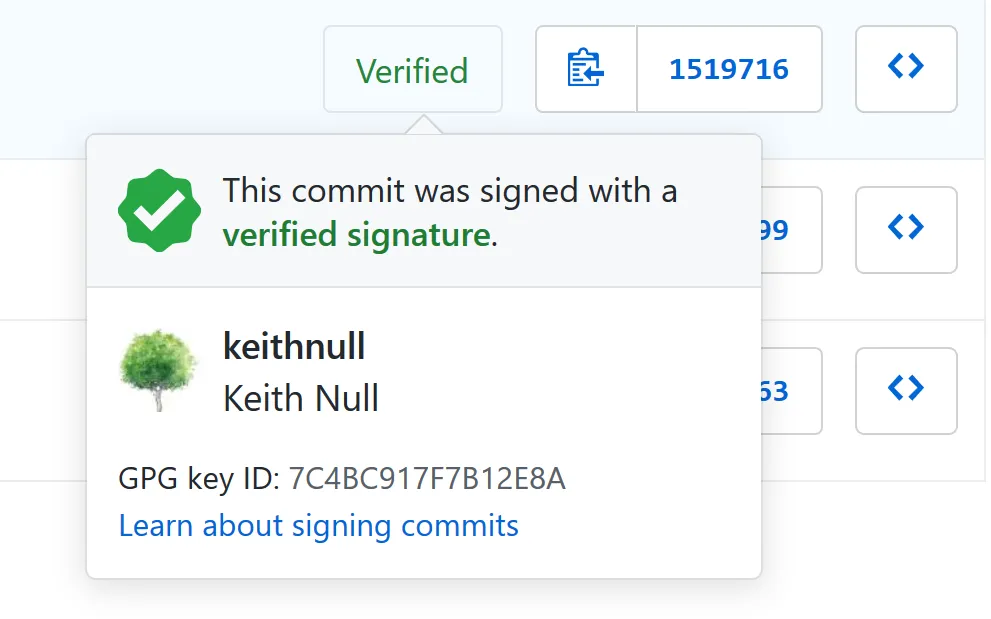 Verified
1519716
This commit was signed with a
verified signature.
99
keithnull
Keith Null
63
GPG key ID: 7C4BC917F7B12E8A
Learn about signing commits